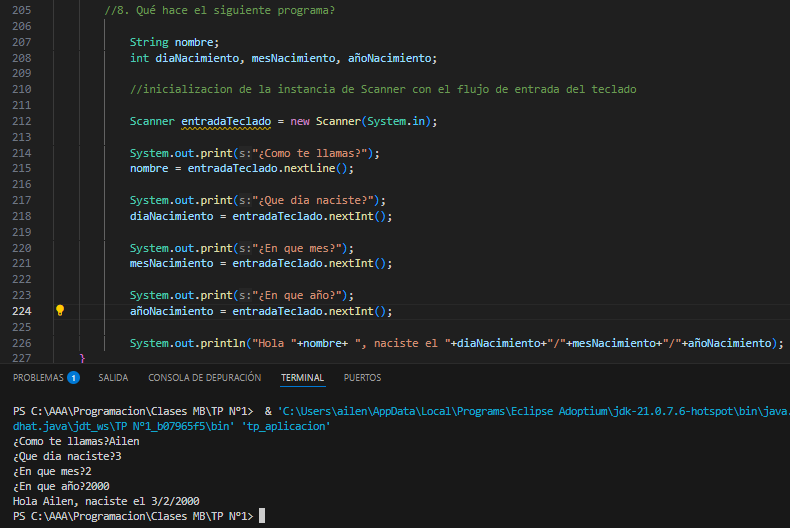 205 //8. Qué hace el siguiente programa?
206
207 String nombre;
208 int diaNacimiento, mesNacimiento, añoNacimiento;
209
210 //inicializacion de la instancia de Scanner con el flujo de entrada del teclado
211
212 Scanner entradaTeclado = new Scanner(System.in);
213
214 System.out.print(s:"¿Como te llamas?");
215 nombre = entradaTeclado.nextLine();
216
217 System.out.print(s:"¿Que dia naciste?");
218 diaNacimiento = entradaTeclado.nextInt();
219
220 System.out.print(s:"¿En que mes?");
221 mesNacimiento = entradaTeclado.nextInt();
222
223 System.out.print(s:"¿En que año?");
224 añoNacimiento = entradaTeclado.nextInt();
225
226 System.out.println("Hola "+nombre+ ", naciste el "+diaNacimiento+"/"+mesNacimiento+"/"+añoNacimiento);
227 }
PROBLEMAS 1 SALIDA CONSOLA DE DEPURACIÓN TERMINAL PUERTOS
PS C:\AAA\Programacion\Clases MB\TP Nº1> & 'C:\Users\ailen\AppData\Local\Programs\Eclipse Adoptium\jdk-21.0.7.6-hotspot\bin\java.
dhat.java\jdt_ws\TP Nº1_b07965f5\bin' 'tp_aplicacion'
¿Como te llamas?Ailen
¿Que dia naciste?3
¿En que mes?2
¿En que año?2000
Hola Ailen, naciste el 3/2/2000
PS C:\AAA\Programacion\Clases MB\TP Nº1>